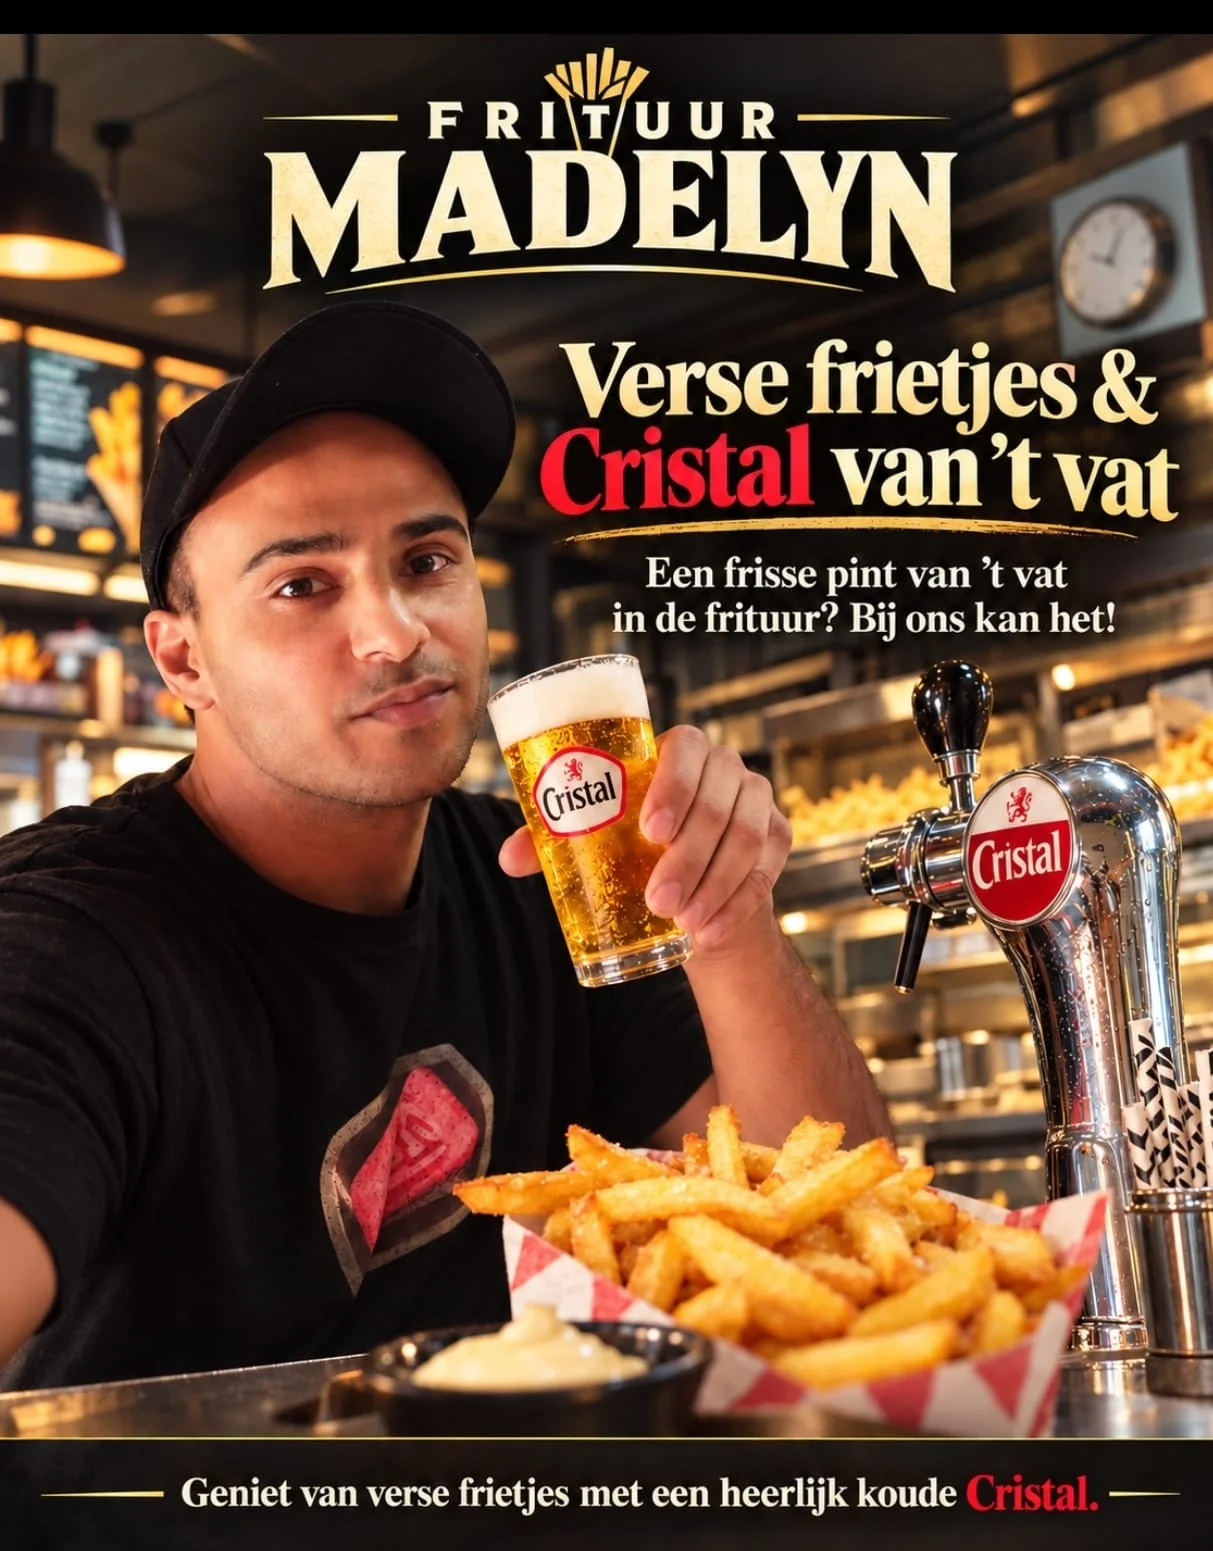 FRITUUR
MADELYN
Verse frietjes &
Cristal van 't vat
Een frisse pint van 't vat
in de frituur? Bij ons kan het!
Cristal
Cristal
Geniet van verse frietjes met een heerlijk koude Cristal.